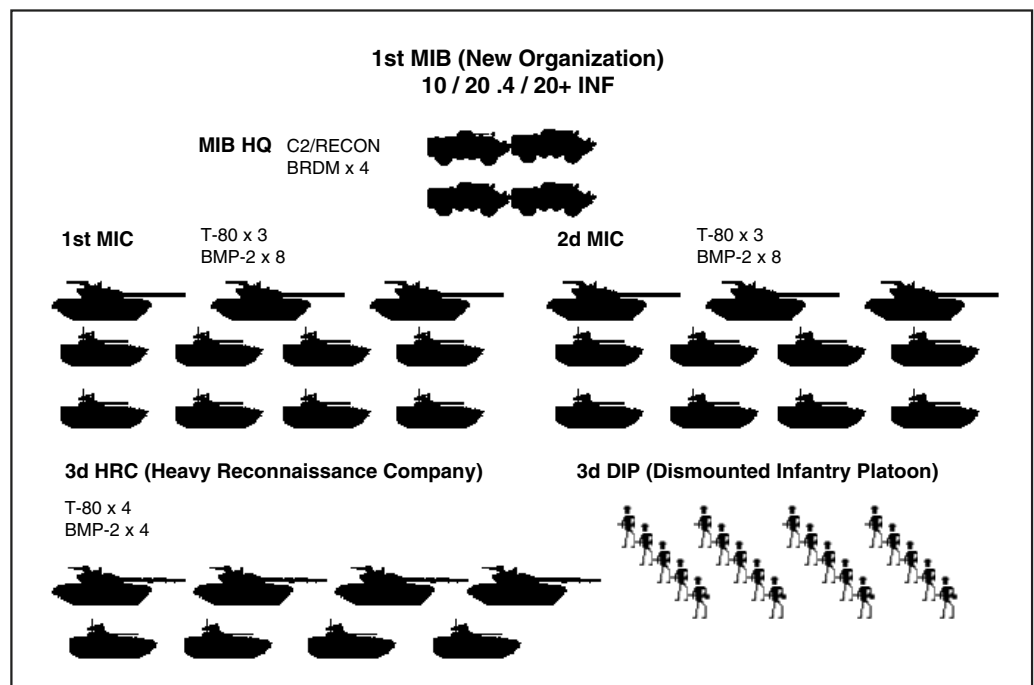 1st MIB (New Organization)
10 / 20 .4 / 20+ INF
MIB HQ C2/RECON
BRDM x 4
1st MIC T-80 x 3
BMP-2 x 8
2d MIC T-80 x 3
BMP-2 x 8
3d HRC (Heavy Reconnaissance Company)
T-80 x 4
BMP-2 x 4
3d DIP (Dismounted Infantry Platoon)